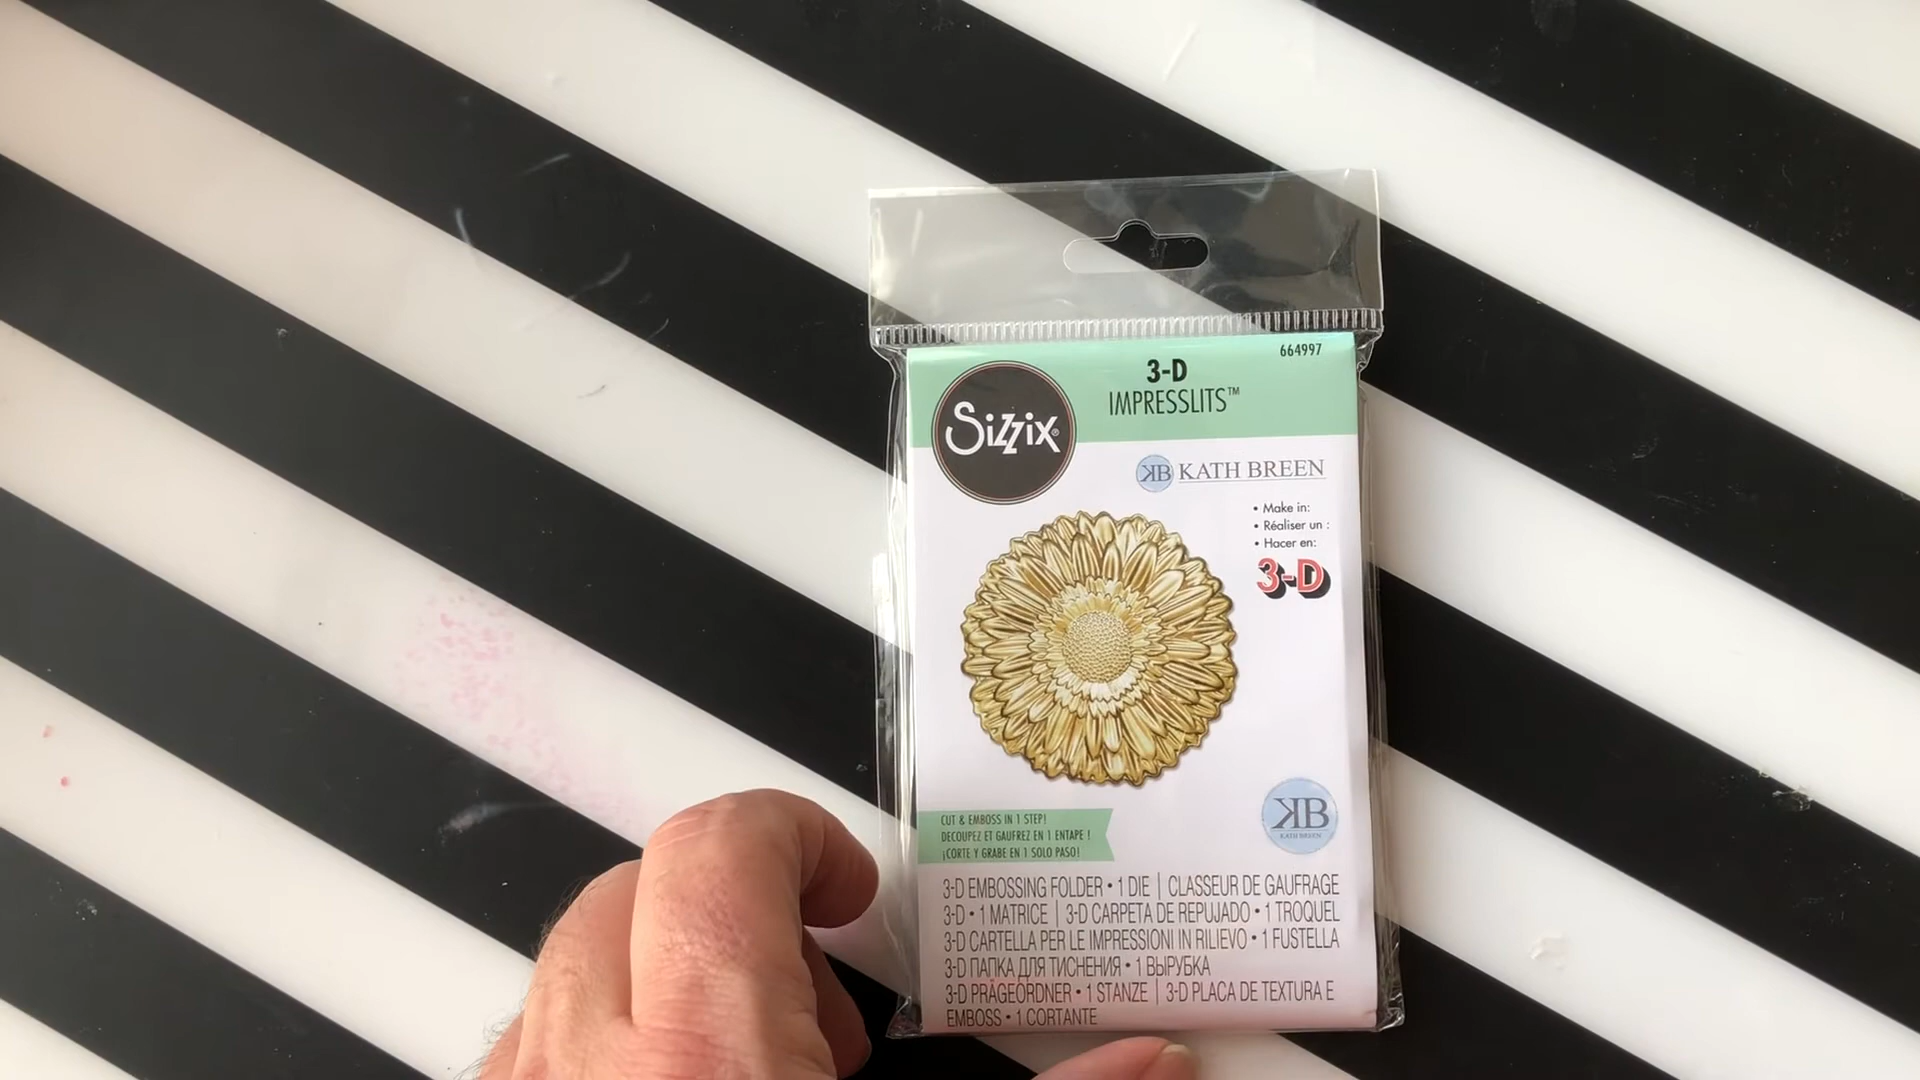 664997
3-D
IMPRESSLITS™
Sizzix®
KB KATH BREEN
• Make in:
• Réaliser un :
• Hacer en:
3-D
KB
KATH BREEN
CUT & EMBOSS IN 1 STEP!
DECOUPEZ ET GAUFREZ EN 1 ENTAPE !
¡CORTE Y GRABE EN 1 SOLO PASO!
3-D EMBOSSING FOLDER • 1 DIE | CLASSEUR DE GAUFRAGE
3-D • 1 MATRICE | 3-D CARPETA DE REPUJADO • 1 TROQUEL
3-D CARTELLA PER LE IMPRESSIONI IN RILIEVO • 1 FUSTELLA
3-D ПАПКА ДЛЯ ТИСНЕНИЯ • 1 ВЫРУБКА
3-D PRÄGEORDNER • 1 STANZE | 3-D PLACA DE TEXTURA E
EMBOSS • 1 CORTANTE